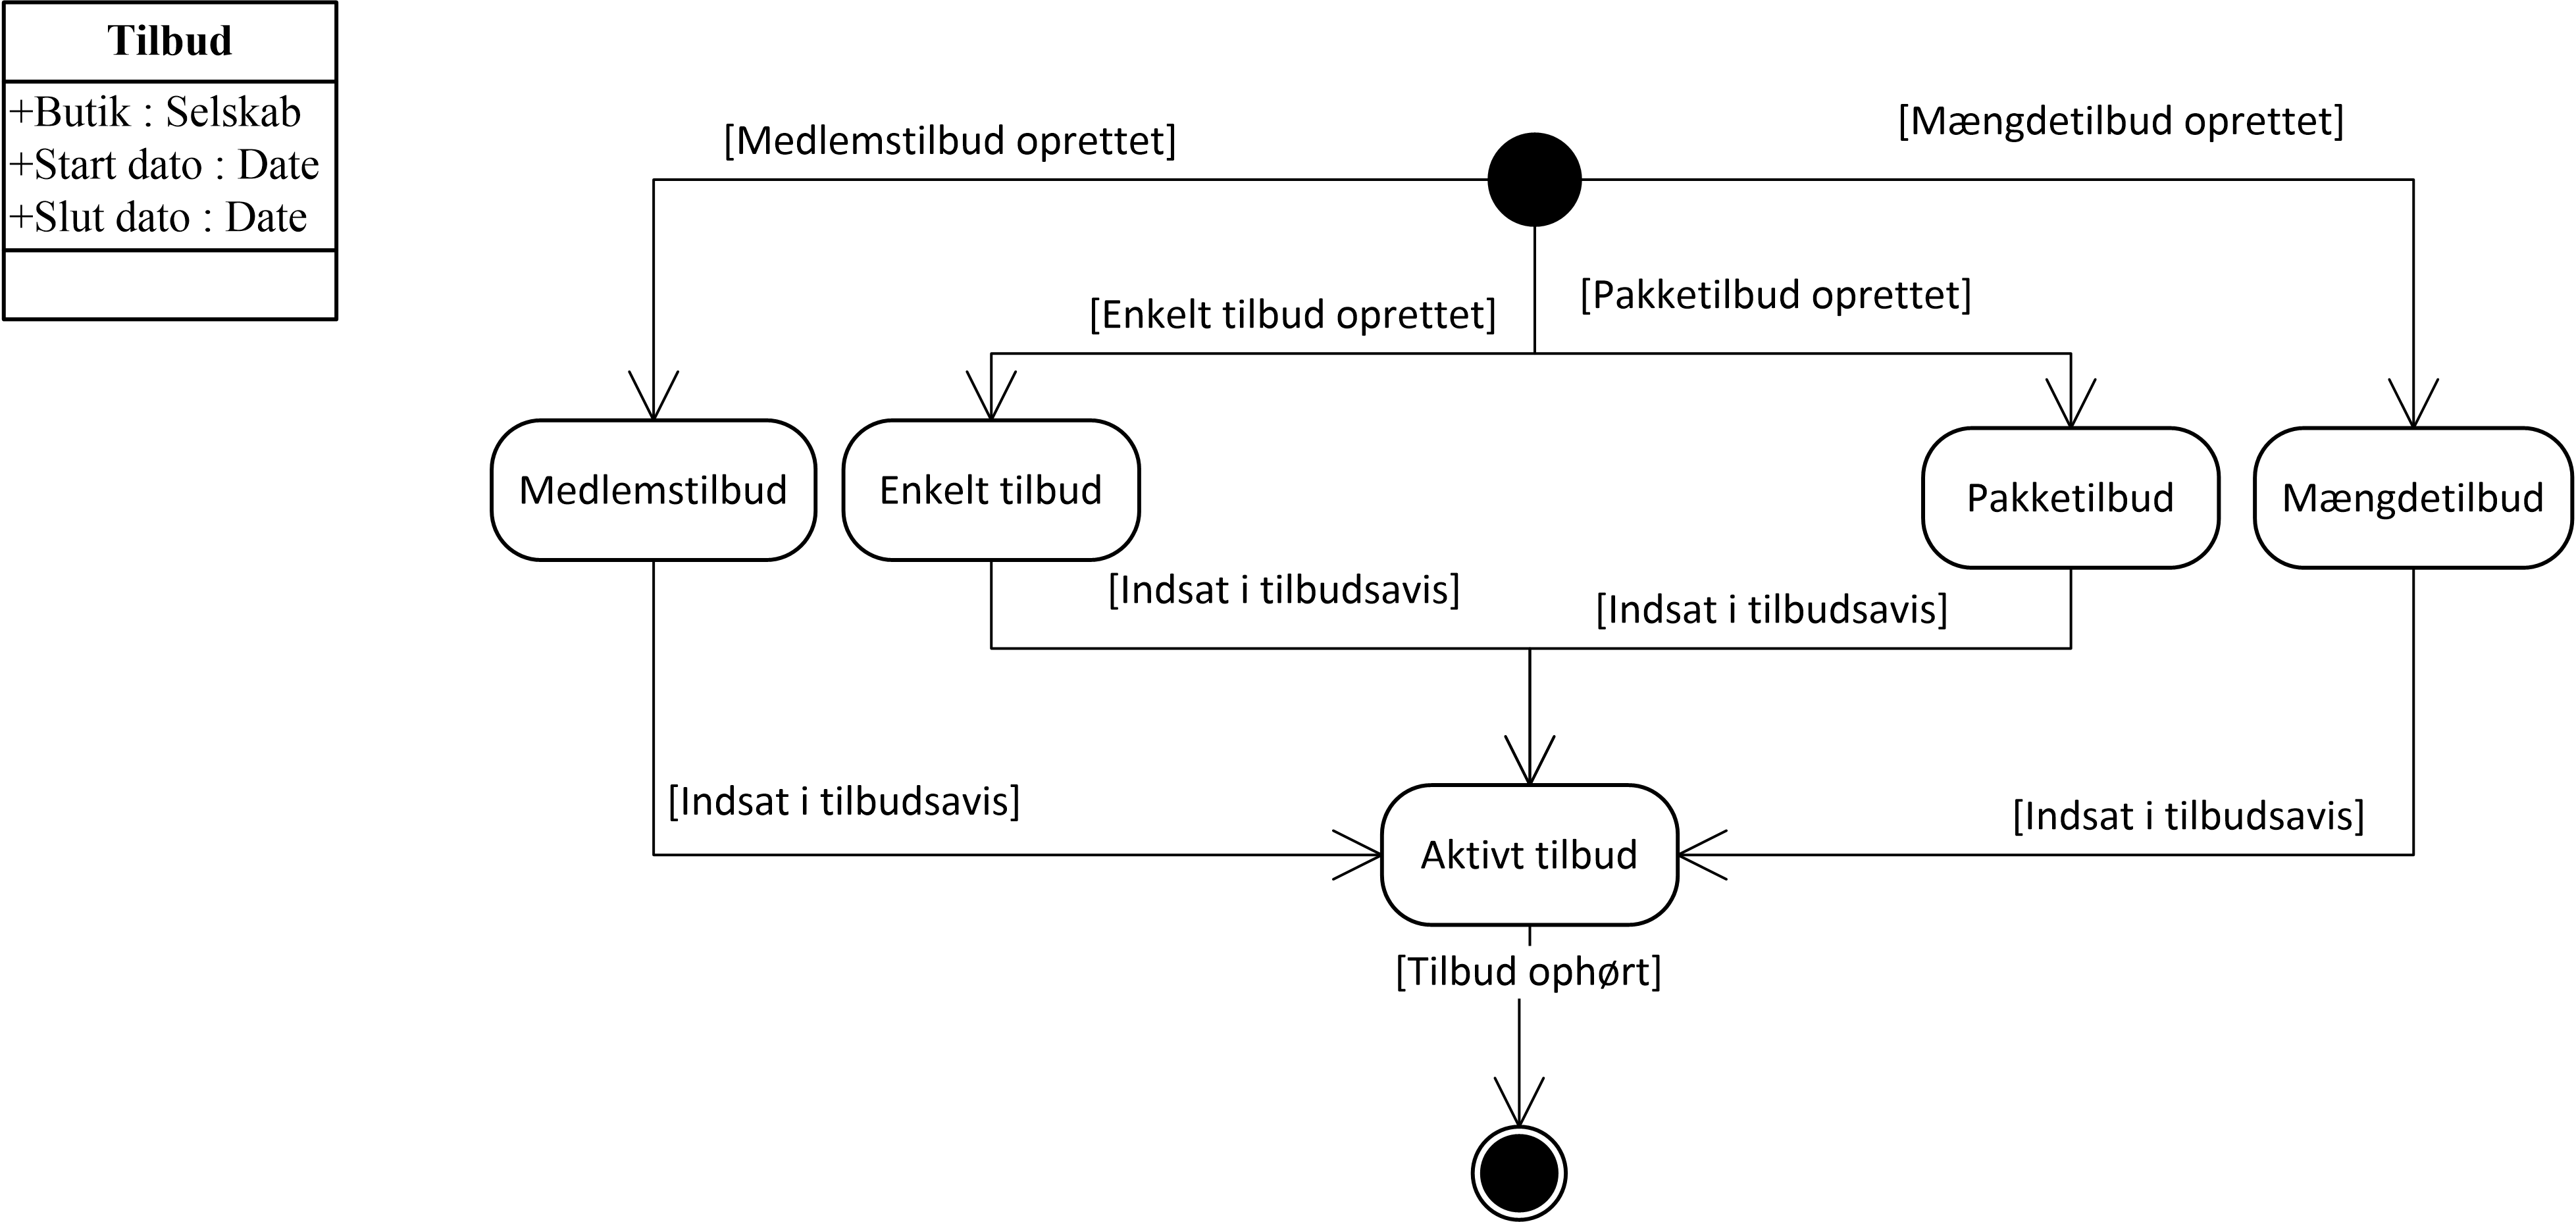 Tilbud
+Butik : Selskab
+Start dato : Date
+Slut dato : Date
[Medlemstilbud oprettet]
[Mængdetilbud oprettet]
[Enkelt tilbud oprettet]
[Pakketilbud oprettet]
Medlemstilbud
Enkelt tilbud
Pakketilbud
Mængdetilbud
[Indsat i tilbudsavis]
[Indsat i tilbudsavis]
[Indsat i tilbudsavis]
[Indsat i tilbudsavis]
Aktivt tilbud
[Tilbud ophørt]